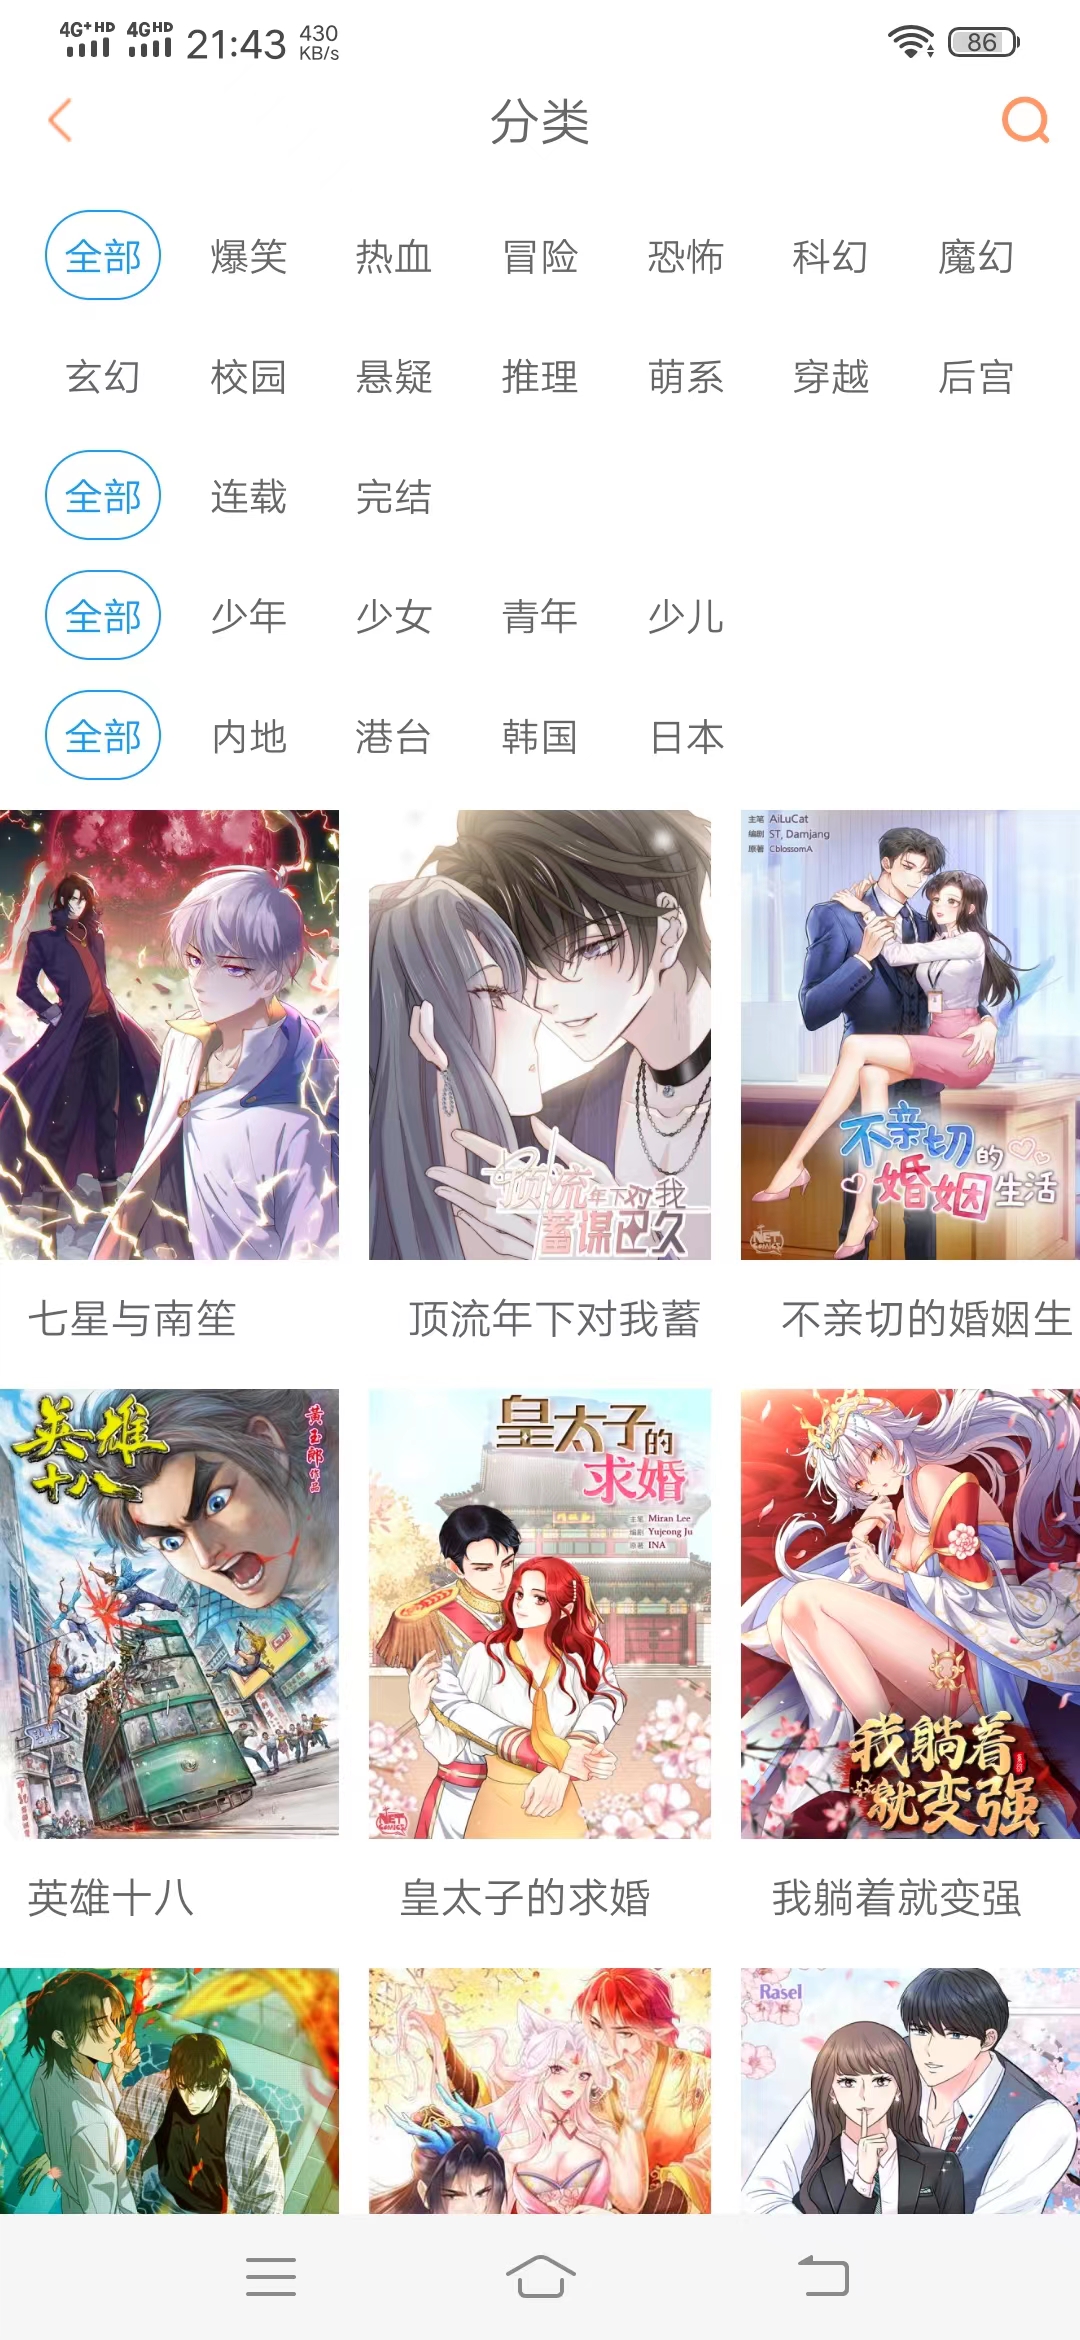 4G+HD 4GHD 21:43 430 KB/s 86
分类
全部 爆笑 热血 冒险 恐怖 科幻 魔幻
玄幻 校园 悬疑 推理 萌系 穿越 后宫
全部 连载 完结
全部 少年 少女 青年 少儿
全部 内地 港台 韩国 日本
顶流年下对我
蓄谋已久
主笔 AiLuCat
编剧 ST, Damjang
原著 CblossomA
不亲切的
婚姻生活
NET COMICS
七星与南笙 顶流年下对我蓄 不亲切的婚姻生
英雄
十八
黄玉郎作品
皇太子的
求婚
主笔 Miran Lee
编剧 Yujeong Ju
原著 INA
NET COMICS
我躺着
就变强
英雄十八 皇太子的求婚 我躺着就变强
Rasel